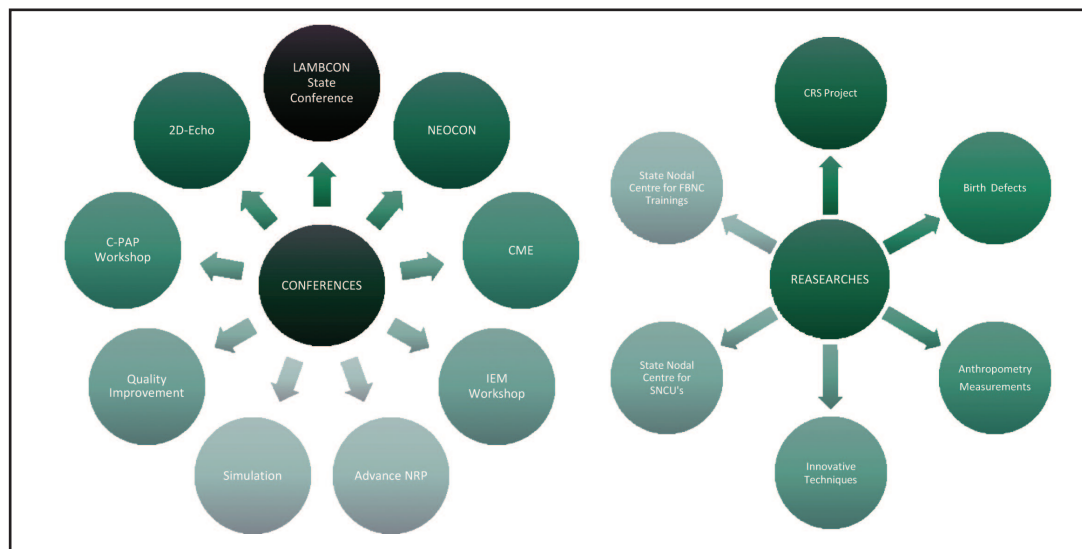 LAMBCON
State
Conference
NEOCON
CME
IEM
Workshop
Advance NRP
Simulation
Quality
Improvement
C-PAP
Workshop
2D-Echo
CONFERENCES
CRS Project
Birth Defects
Anthropometry
Measurements
Innovative
Techniques
State Nodal
Centre for
SNCU's
State Nodal
Centre for FBNC
Trainings
REASEARCHES